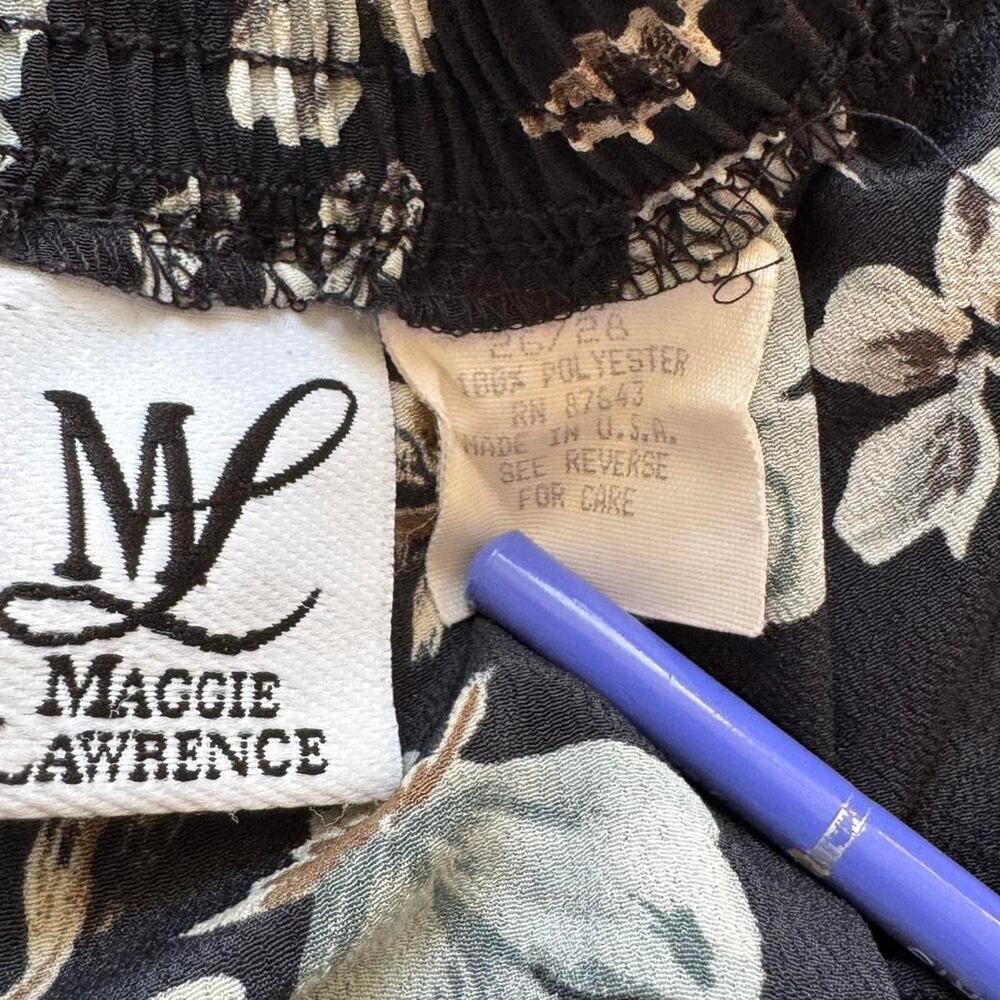 ML
MAGGIE
LAWRENCE
26/28
100% POLYESTER
RN 87643
MADE IN U.S.A.
SEE REVERSE
FOR CARE